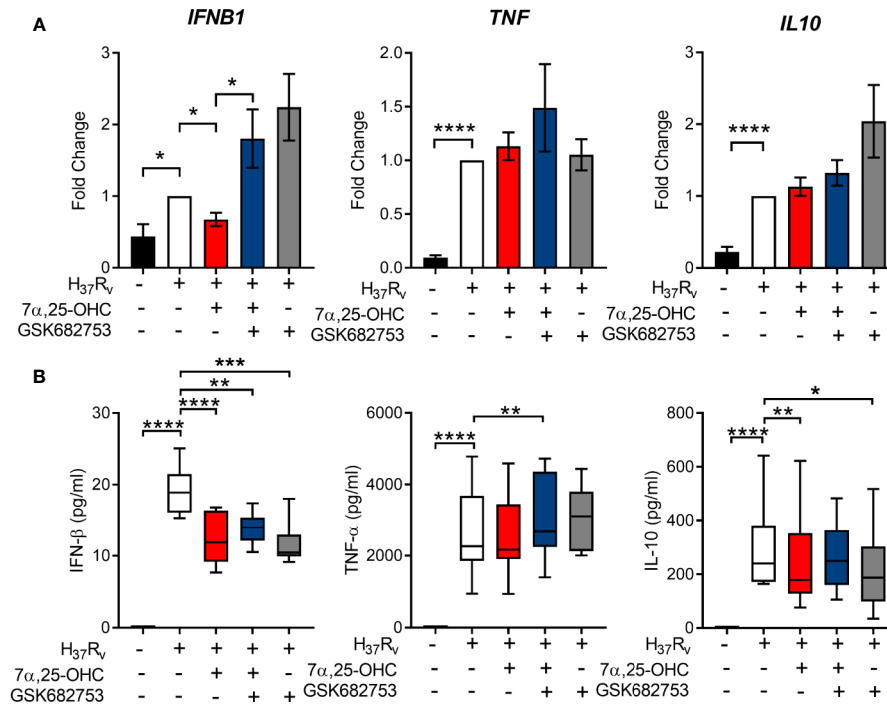 A
IFNB1
TNF
IL10
* * *
****
****
Fold Change
3
2
1
0
Fold Change
2.0
1.5
1.0
0.5
0.0
Fold Change
3
2
1
0
H37Rv - + + + +
7α,25-OHC - - + + -
GSK682753 - - - + +
H37Rv - + + + +
7α,25-OHC - - + + -
GSK682753 - - - + +
H37Rv - + + + +
7α,25-OHC - - + + -
GSK682753 - - - + +
B
***
**
****
****
IFN-β (pg/ml)
30
20
10
0
**
****
TNF-α (pg/ml)
6000
4000
2000
0
*
**
****
IL-10 (pg/ml)
800
600
400
200
0
H37Rv - + + + +
7α,25-OHC - - + + -
GSK682753 - - - + +
H37Rv - + + + +
7α,25-OHC - - + + -
GSK682753 - - - + +
H37Rv - + + + +
7α,25-OHC - - + + -
GSK682753 - - - + +